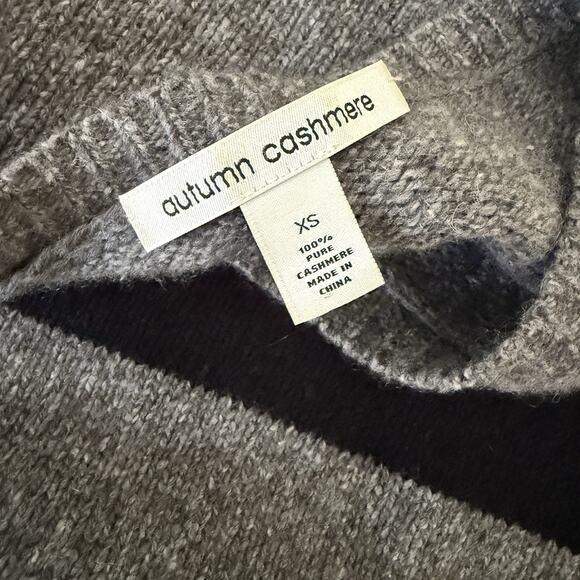 autumn cashmere
XS
100%
PURE
CASHMERE
MADE IN
CHINA